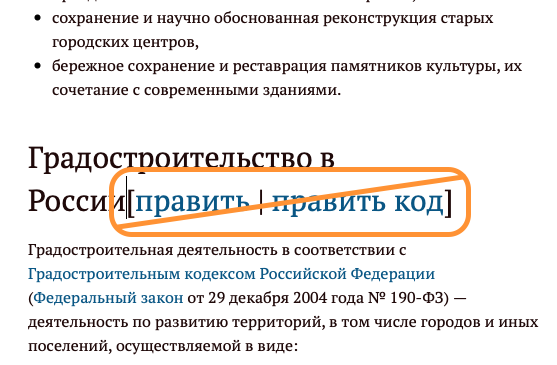 сохранение и научно обоснованная реконструкция старых
городских центров,
бережное сохранение и реставрация памятников культуры, их
сочетание с современными зданиями.
Градостроительство в
России[править | править код]
Градостроительная деятельность в соответствии с
Градостроительным кодексом Российской Федерации
(Федеральный закон от 29 декабря 2004 года № 190-ФЗ) —
деятельность по развитию территорий, в том числе городов и иных
поселений, осуществляемой в виде: